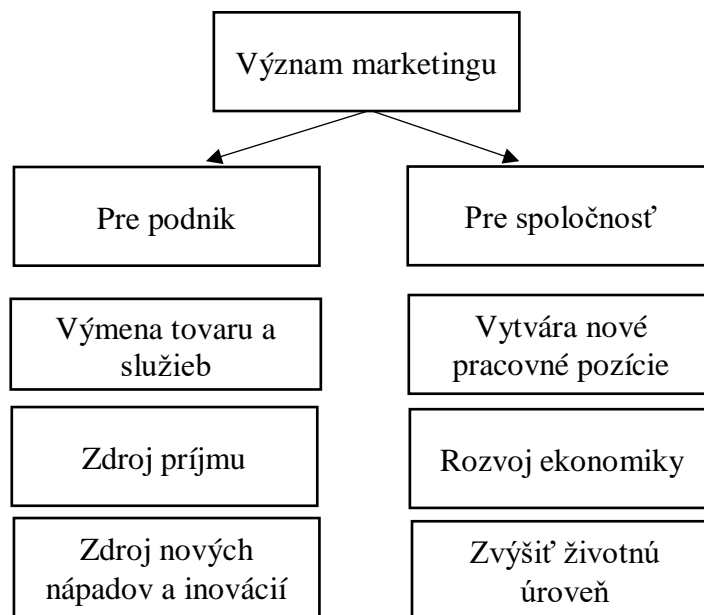 Význam marketingu
Pre podnik
Pre spoločnosť
Výmena tovaru a
služieb
Vytvára nové
pracovné pozície
Zdroj príjmu
Rozvoj ekonomiky
Zdroj nových
nápadov a inovácií
Zvýšiť životnú
úroveň